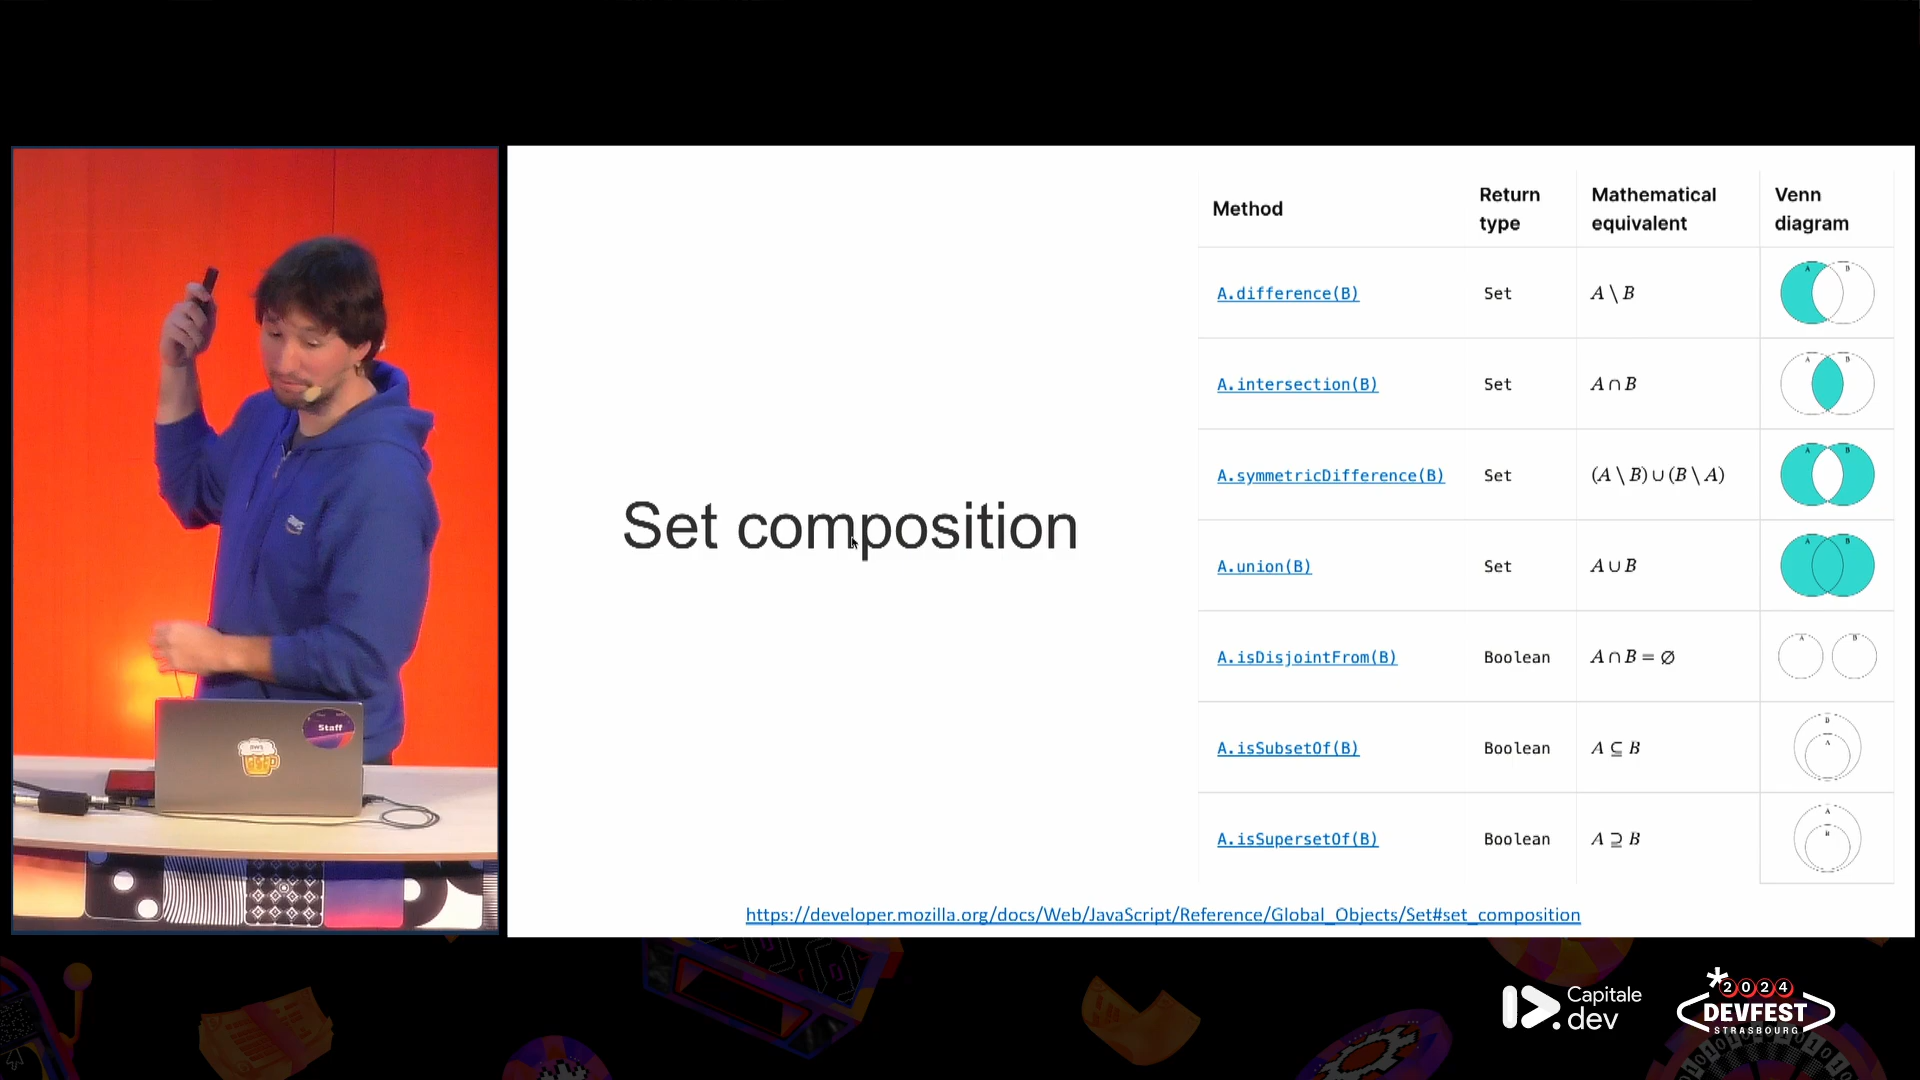 Set composition
Method
Return type
Mathematical equivalent
Venn diagram
A.difference(B) Set A \ B
A B
A.intersection(B) Set A ∩ B
A B
A.symmetricDifference(B) Set (A \ B) ∪ (B \ A)
A B
A.union(B) Set A ∪ B
A B
A.isDisjointFrom(B) Boolean A ∩ B = ∅
A B
A.isSubsetOf(B) Boolean A ⊆ B
B
A
A.isSupersetOf(B) Boolean A ⊇ B
A
B
https://developer.mozilla.org/docs/Web/JavaScript/Reference/Global_Objects/Set#set_composition
aws
Staff
aws
Capitale
.dev
2024
DEVFEST
STRASBOURG